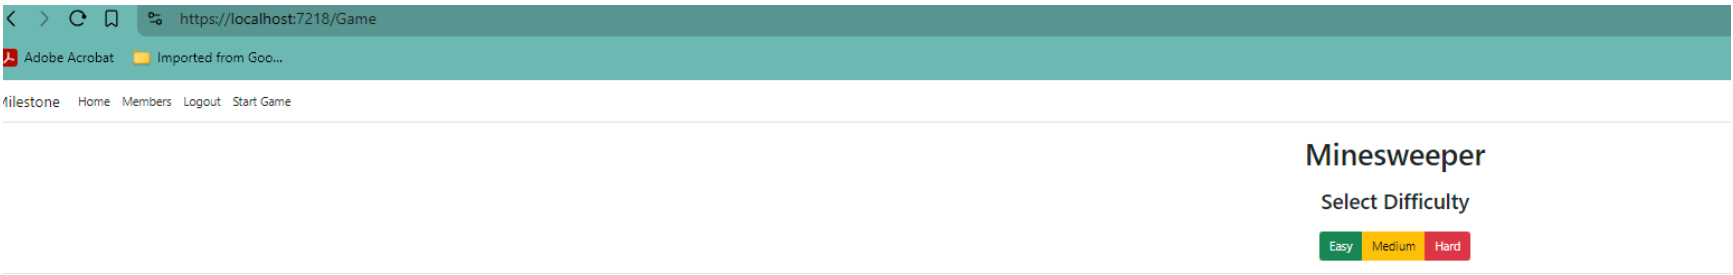 https://localhost:7218/Game
Adobe Acrobat Imported from Goo...
Milestone Home Members Logout Start Game
Minesweeper
Select Difficulty
Easy Medium Hard